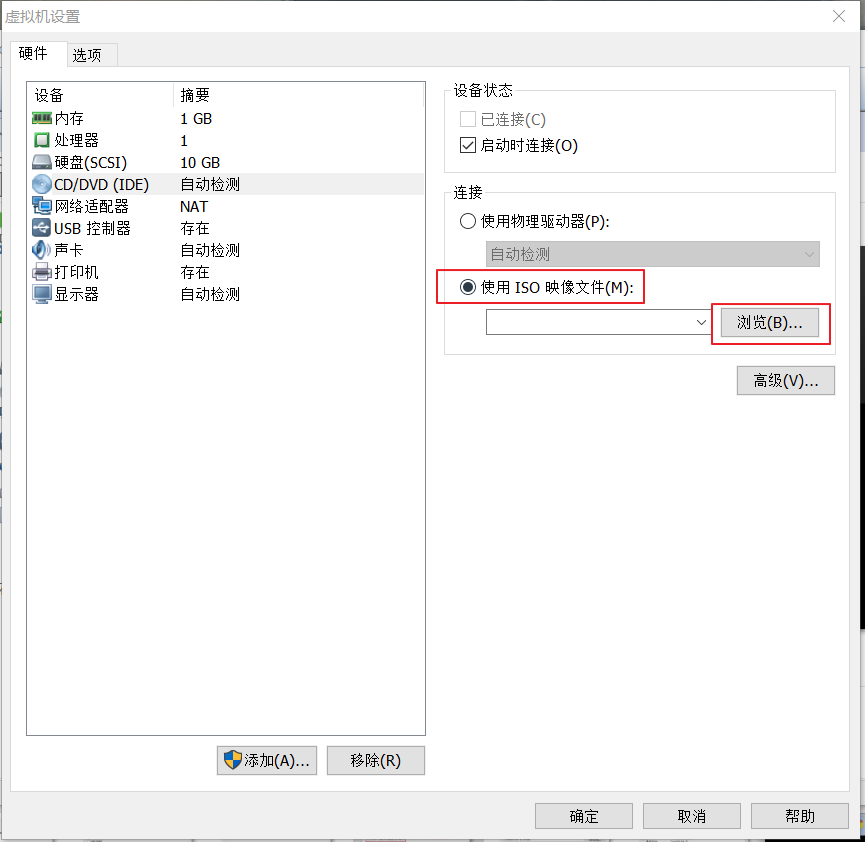 虚拟机设置
硬件 选项
设备 摘要
内存 1 GB
处理器 1
硬盘(SCSI) 10 GB
CD/DVD (IDE) 自动检测
网络适配器 NAT
USB 控制器 存在
声卡 自动检测
打印机 存在
显示器 自动检测
添加(A)... 移除(R)
设备状态
已连接(C)
启动时连接(O)
连接
使用物理驱动器(P):
自动检测
使用 ISO 映像文件(M):
浏览(B)...
高级(V)...
确定 取消 帮助